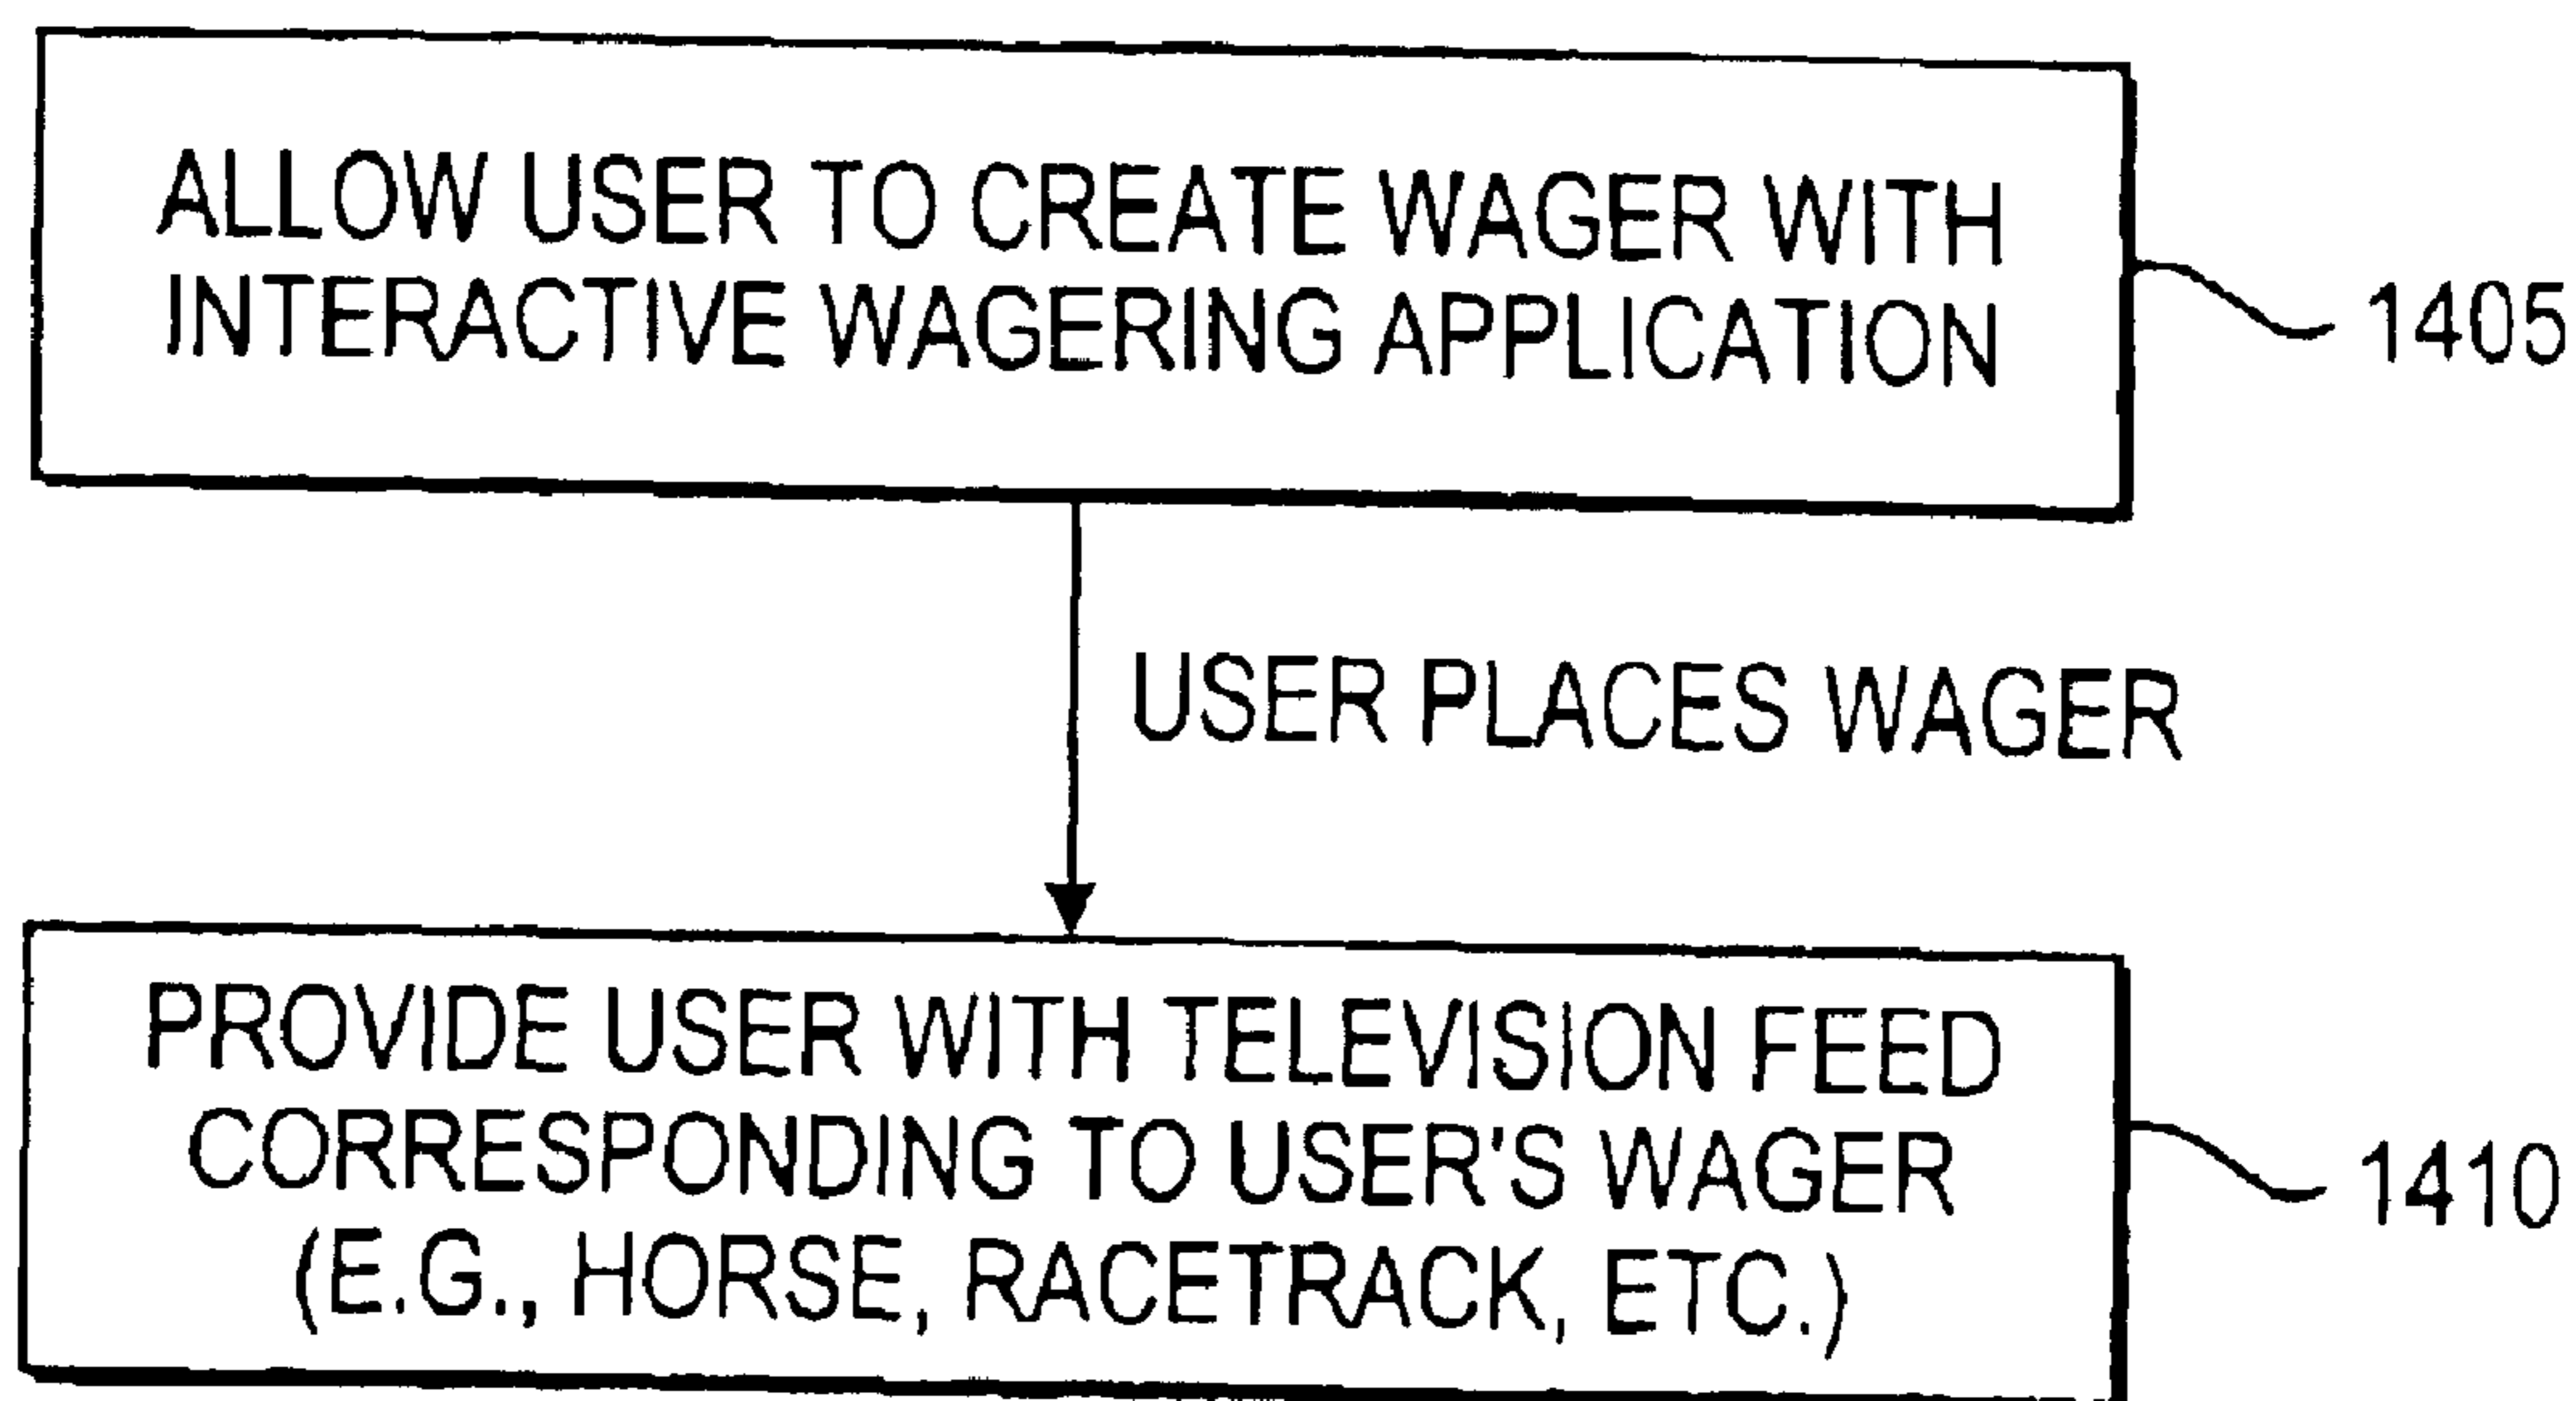 ALLOW USER TO CREATE WAGER WITH
INTERACTIVE WAGERING APPLICATION
1405
USER PLACES WAGER
PROVIDE USER WITH TELEVISION FEED
CORRESPONDING TO USER'S WAGER
(E.G., HORSE, RACETRACK, ETC.)
1410